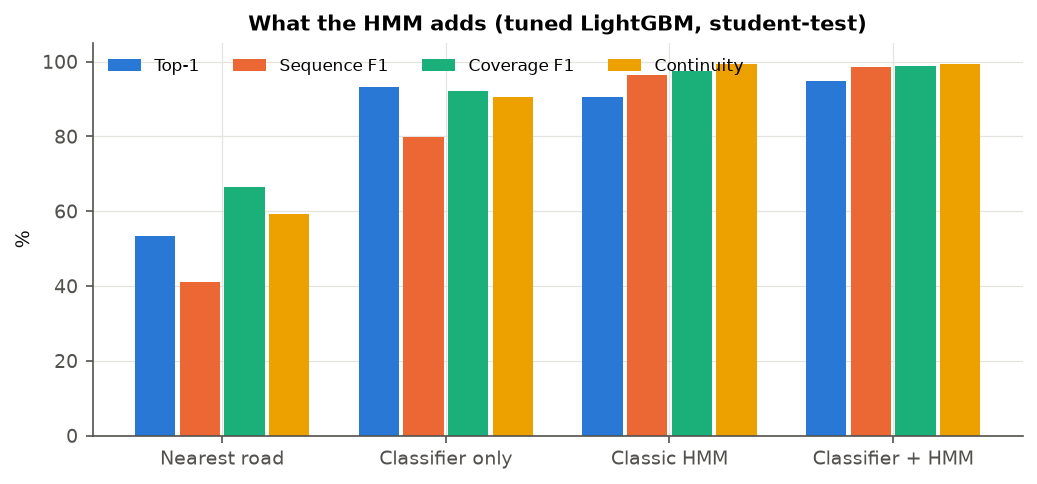 What the HMM adds (tuned LightGBM, student-test)
Top-1 Sequence F1 Coverage F1 Continuity
100
80
60
40
20
0
%
Nearest road Classifier only Classic HMM Classifier + HMM